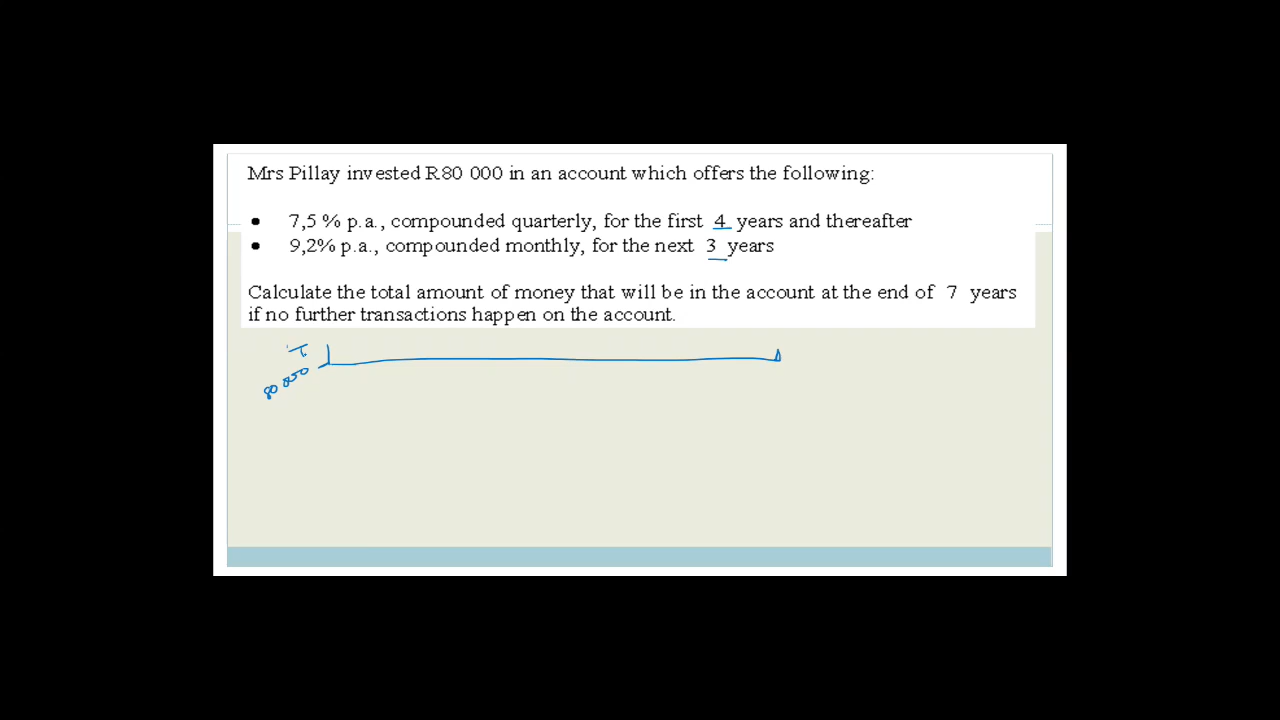 Mrs Pillay invested R80 000 in an account which offers the following:
• 7,5 % p.a., compounded quarterly, for the first 4 years and thereafter
• 9,2% p.a., compounded monthly, for the next 3 years
Calculate the total amount of money that will be in the account at the end of 7 years
if no further transactions happen on the account.
80 000